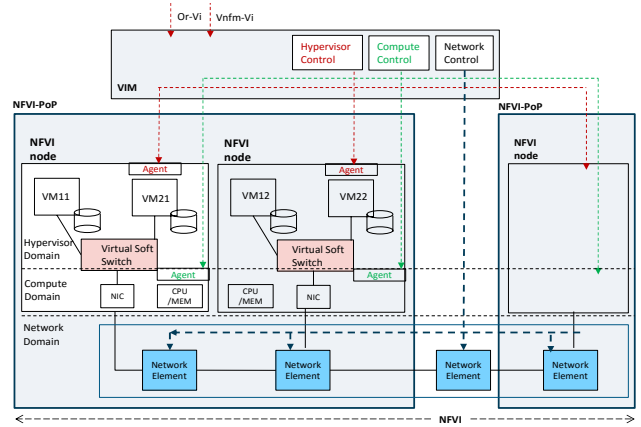 Or-Vi
Vnfm-Vi
Hypervisor
Control
Compute
Control
Network
Control
VIM
NFVI-PoP
NFVI-PoP
NFVI
node
NFVI
node
NFVI
node
Agent
Agent
VM11
VM21
VM12
VM22
Hypervisor
Domain
Virtual Soft
Switch
Virtual Soft
Switch
Agent
Agent
Compute
Domain
NIC
CPU
/MEM
CPU
/MEM
NIC
Network
Domain
Network
Element
Network
Element
Network
Element
Network
Element
NFVI